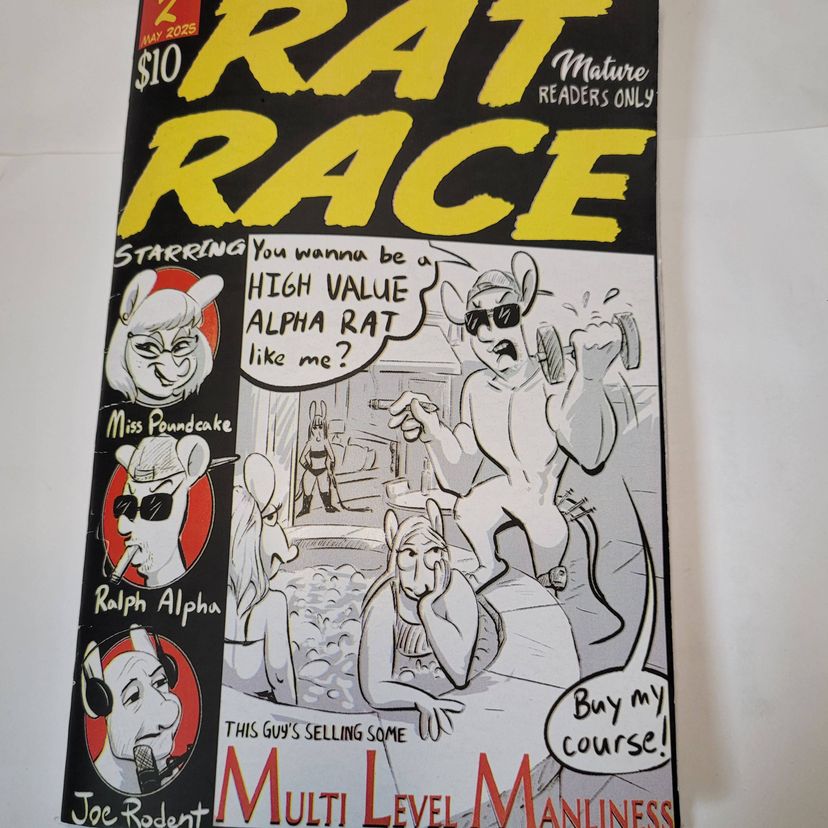 2
MAY 2025
$10
RAT
RACE
Mature
READERS ONLY
STARRING
Miss Poundcake
Ralph Alpha
Joe Rodent
You wanna be a
HIGH VALUE
ALPHA RAT
like me?
Buy my
course!
THIS GUY'S SELLING SOME
MULTI LEVEL MANLINESS